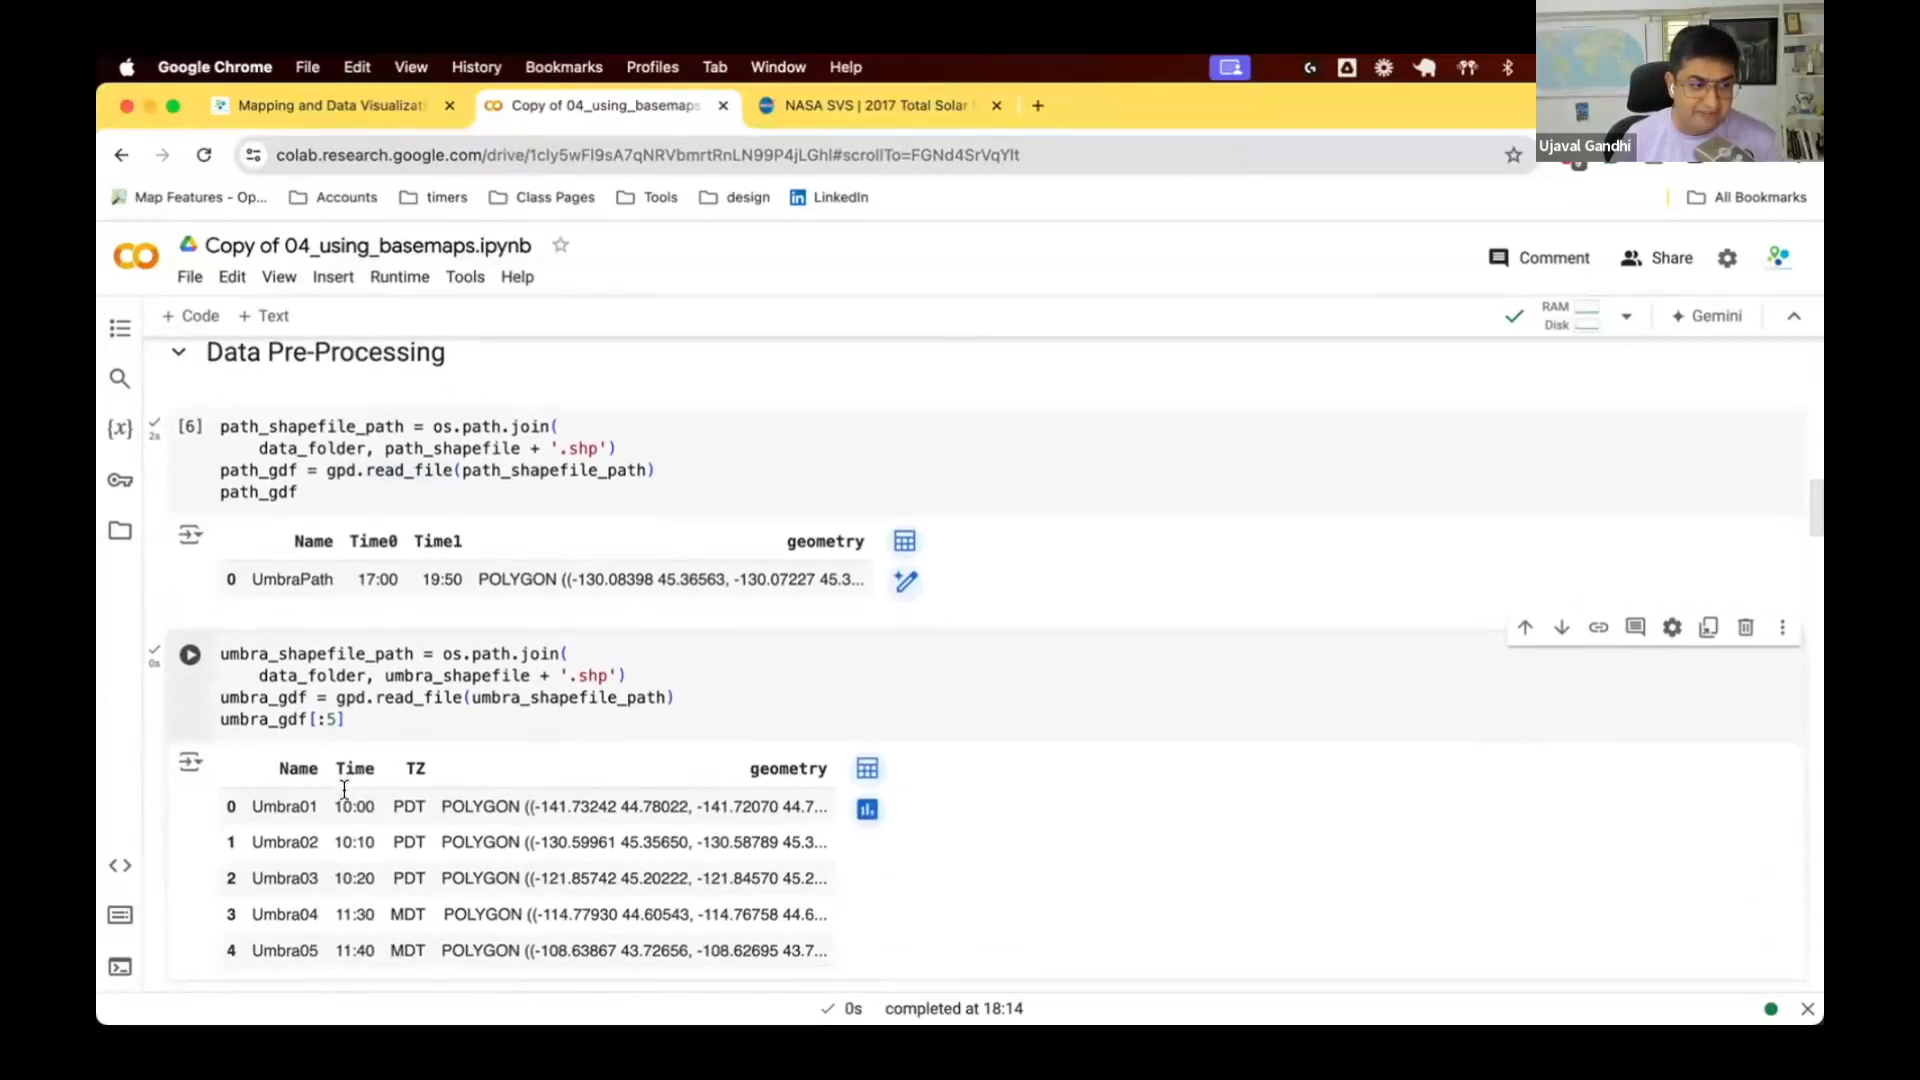 Google Chrome File Edit View History Bookmarks Profiles Tab Window Help
Mapping and Data Visualizat
Copy of 04_using_basemaps
NASA SVS | 2017 Total Solar
Ujaval Gandhi
colab.research.google.com/drive/1cIy5wFI9sA7qNRVbmrtRnLN99P4jLGhl#scrollTo=FGNd4SrVqYlt
Map Features - Op... Accounts timers Class Pages Tools design LinkedIn All Bookmarks
Copy of 04_using_basemaps.ipynb
Comment Share
File Edit View Insert Runtime Tools Help
+ Code + Text
RAM
Disk
Gemini
Data Pre-Processing
[6] path_shapefile_path = os.path.join(
2s
data_folder, path_shapefile + '.shp')
path_gdf = gpd.read_file(path_shapefile_path)
path_gdf
Name Time0 Time1 geometry
0 UmbraPath 17:00 19:50 POLYGON ((-130.08398 45.36563, -130.07227 45.3...
umbra_shapefile_path = os.path.join(
0s
data_folder, umbra_shapefile + '.shp')
umbra_gdf = gpd.read_file(umbra_shapefile_path)
umbra_gdf[:5]
Name Time TZ geometry
0 Umbra01 10:00 PDT POLYGON ((-141.73242 44.78022, -141.72070 44.7...
1 Umbra02 10:10 PDT POLYGON ((-130.59961 45.35650, -130.58789 45.3...
2 Umbra03 10:20 PDT POLYGON ((-121.85742 45.20222, -121.84570 45.2...
3 Umbra04 11:30 MDT POLYGON ((-114.77930 44.60543, -114.76758 44.6...
4 Umbra05 11:40 MDT POLYGON ((-108.63867 43.72656, -108.62695 43.7...
0s completed at 18:14